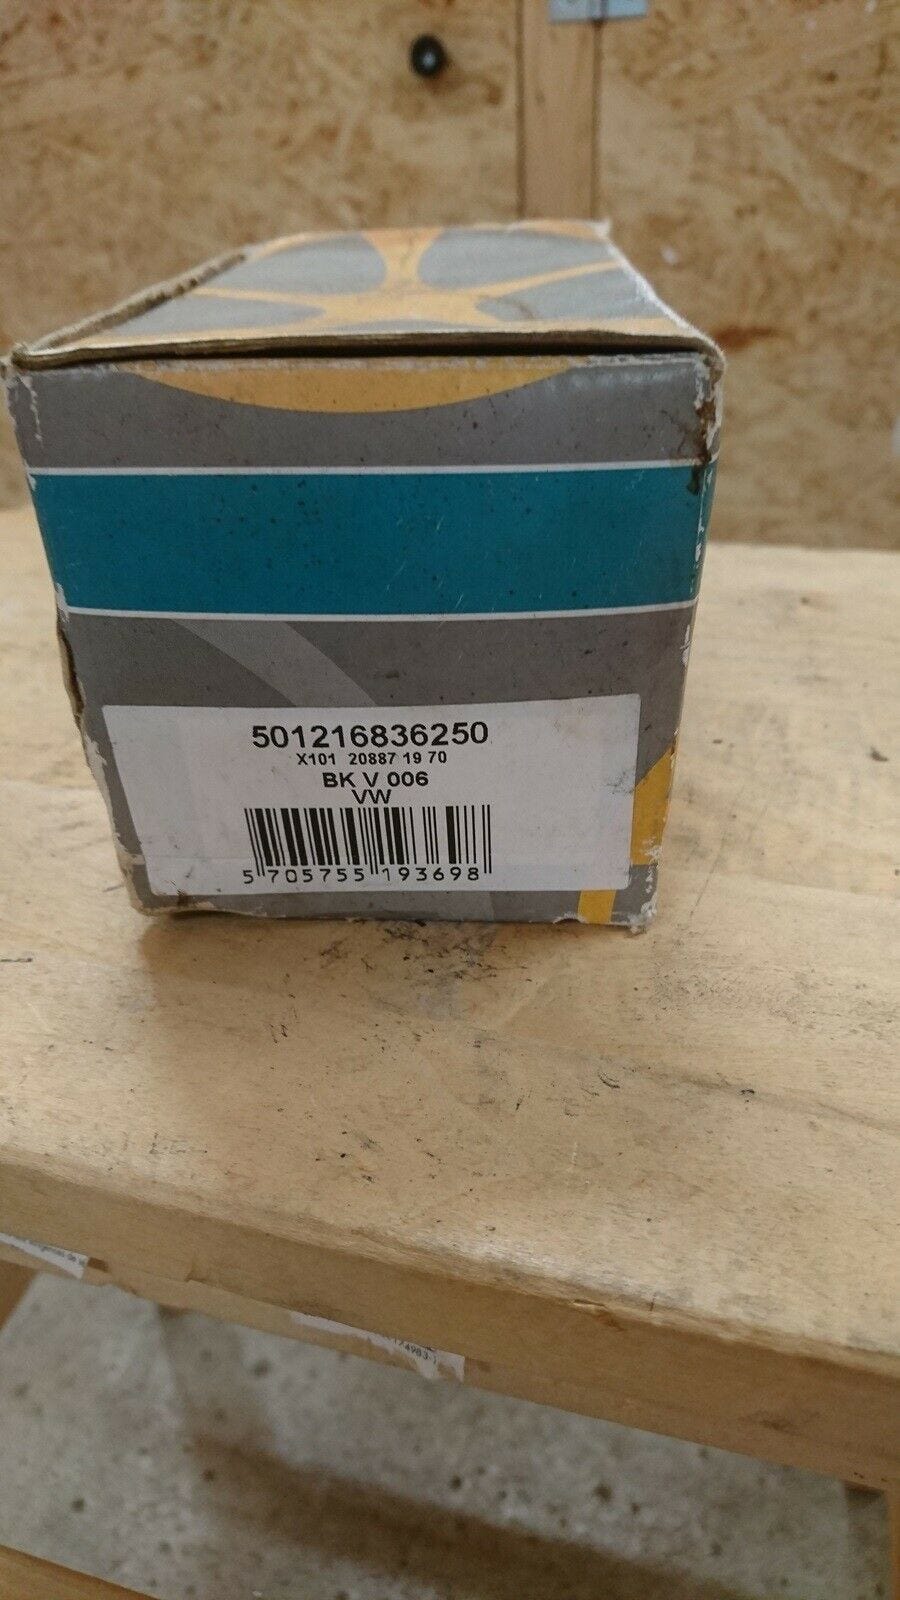 501216836250
X101 20887 19 70
BK V 006
VW
5 705755 193698